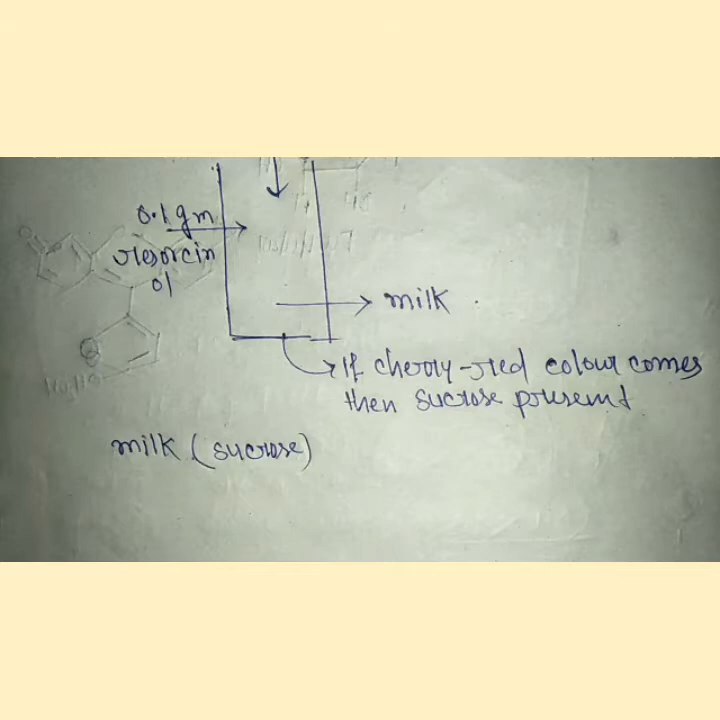 0.1 gm
resorcin
ol
milk
If cherry-red colour comes
then sucrose present
milk (sucrose)